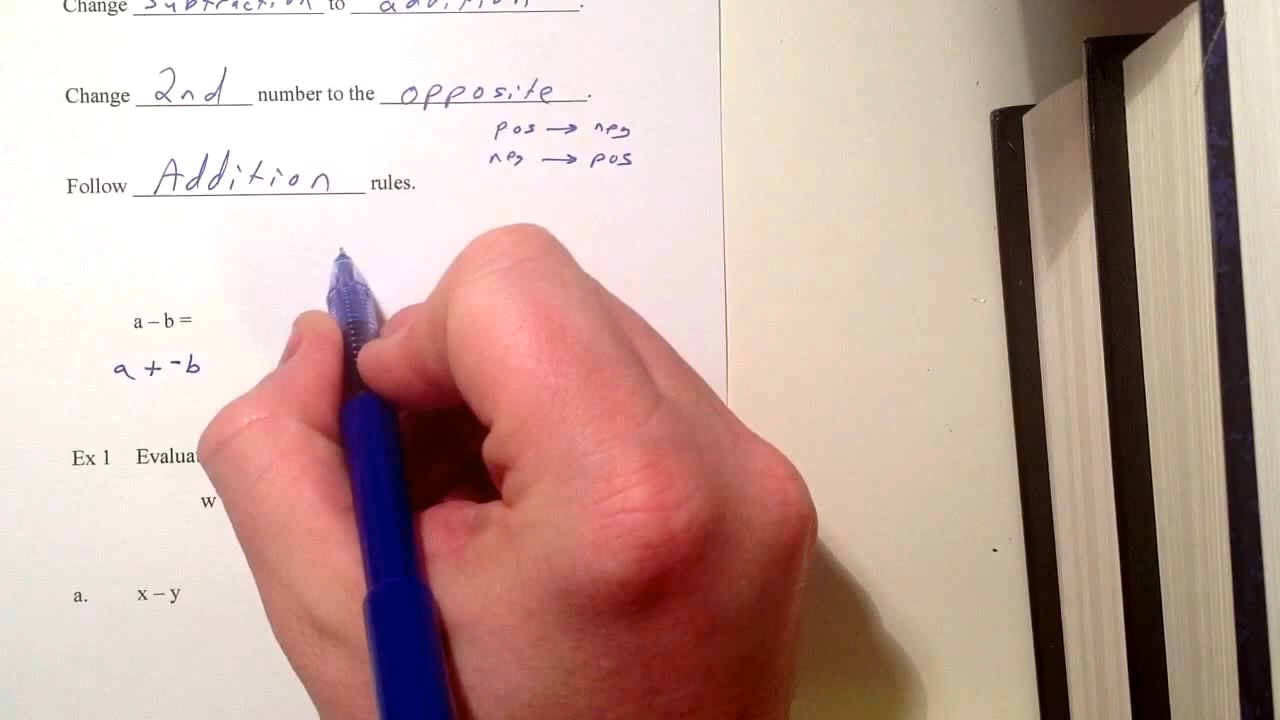 Change subtraction to addition.
Change 2nd number to the opposite.
pos → neg
neg → pos
Follow Addition rules.
a – b =
a + -b
Ex 1 Evalua
w
a. x – y